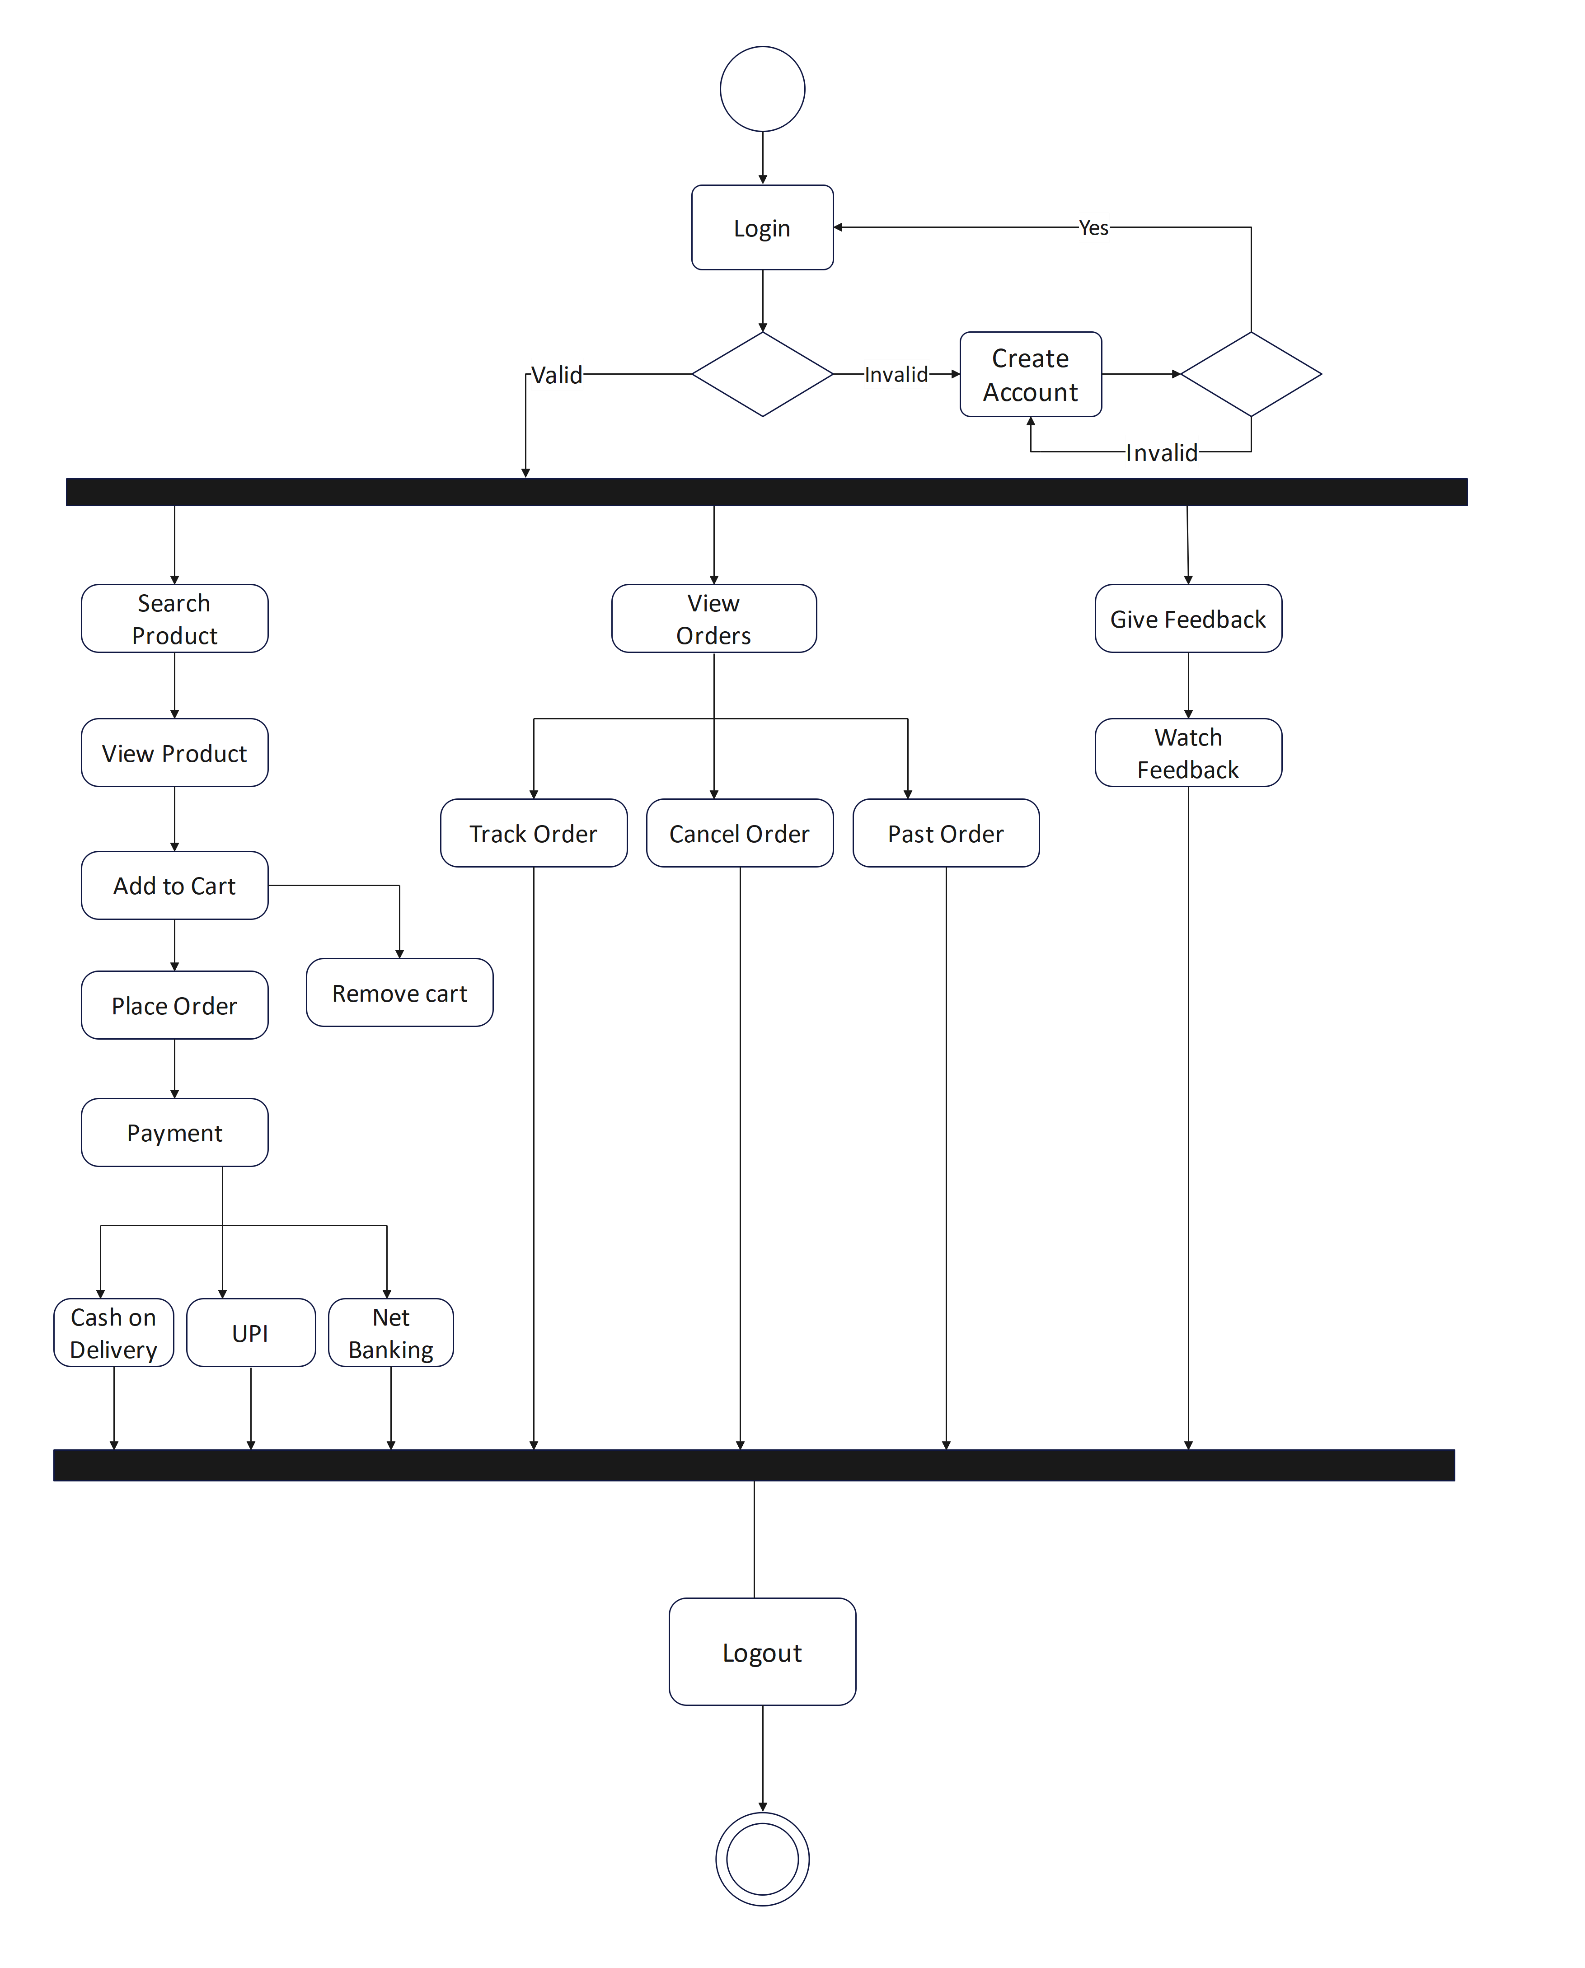 Login
Yes
Valid
Invalid
Create
Account
Invalid
Search
Product
View
Orders
Give Feedback
View Product
Watch
Feedback
Track Order
Cancel Order
Past Order
Add to Cart
Place Order
Remove cart
Payment
Cash on
Delivery
UPI
Net
Banking
Logout